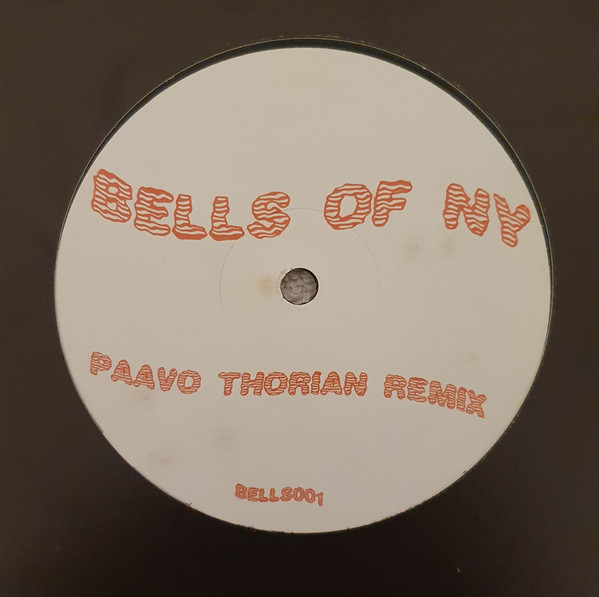 BELLS OF NY
PAAVO THORIAN REMIX
BELLS001